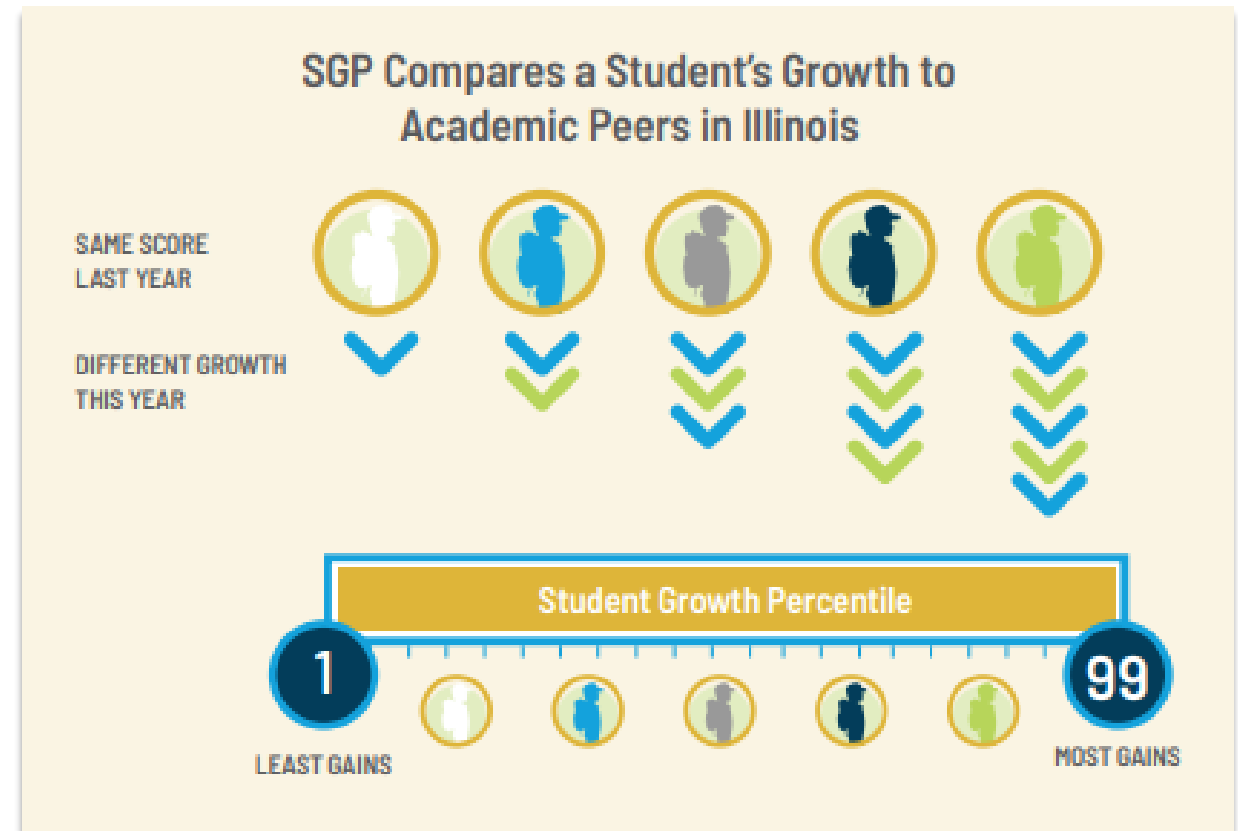 SGP Compares a Student's Growth to
Academic Peers in Illinois
SAME SCORE
LAST YEAR
DIFFERENT GROWTH
THIS YEAR
Student Growth Percentile
1
99
LEAST GAINS
MOST GAINS